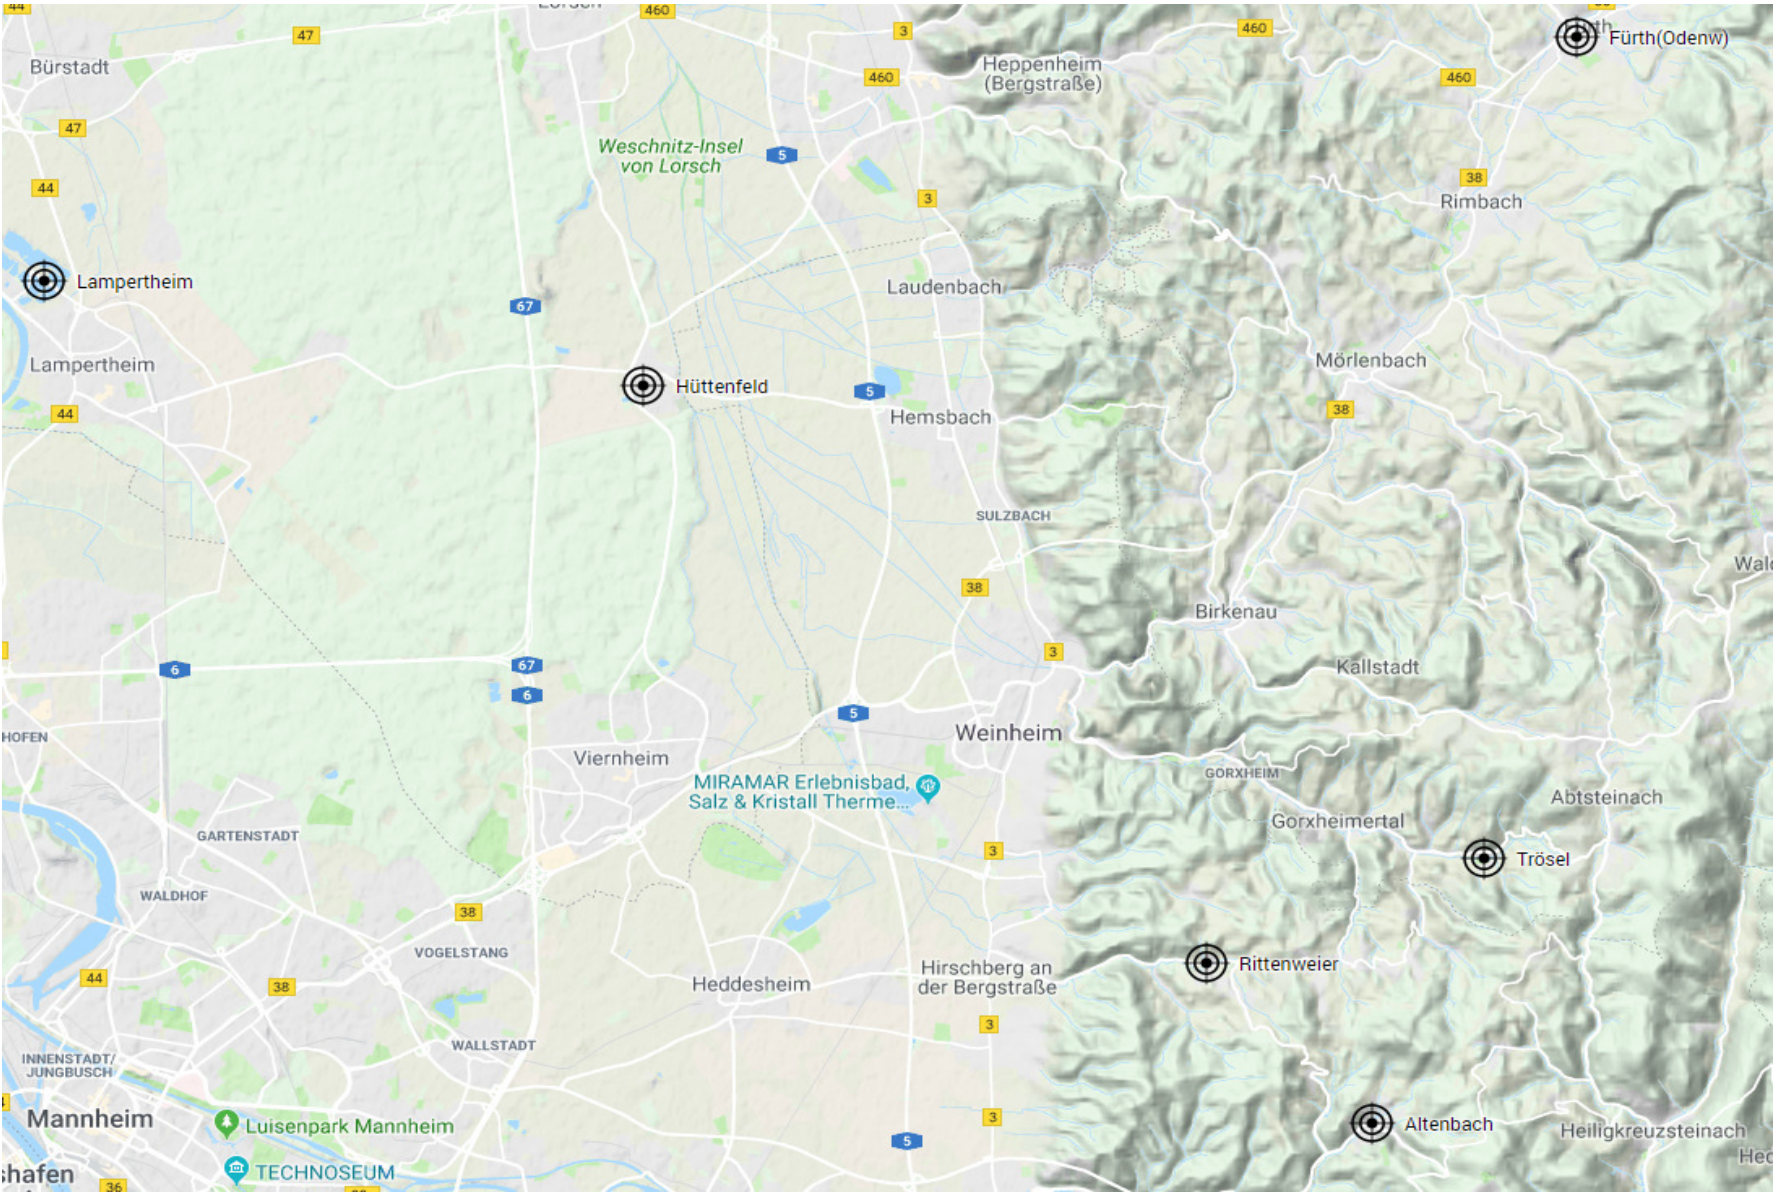 44
Lorsch
460
3
47
460
Fürth(Odenw)
Bürstadt
Heppenheim
(Bergstraße)
460
460
47
Weschnitz-Insel
von Lorsch
5
44
3
38
Rimbach
Lampertheim
67
Laudenbach
Lampertheim
Mörlenbach
Hüttenfeld
5
44
Hemsbach
38
SULZBACH
38
Birkenau
3
6
67
6
Kallstadt
5
HOFEN
Weinheim
Viernheim
GORXHEIM
MIRAMAR Erlebnisbad,
Salz & Kristall Therme...
Abtsteinach
GARTENSTADT
Gorxheimertal
3
Trösel
WALDHOF
38
VOGELSTANG
Rittenweier
44
38
Heddesheim
Hirschberg an
der Bergstraße
3
WALLSTADT
INNENSTADT/
JUNGBUSCH
Mannheim
Luisenpark Mannheim
3
Altenbach
Heiligkreuzsteinach
5
shafen
TECHNOSEUM
36